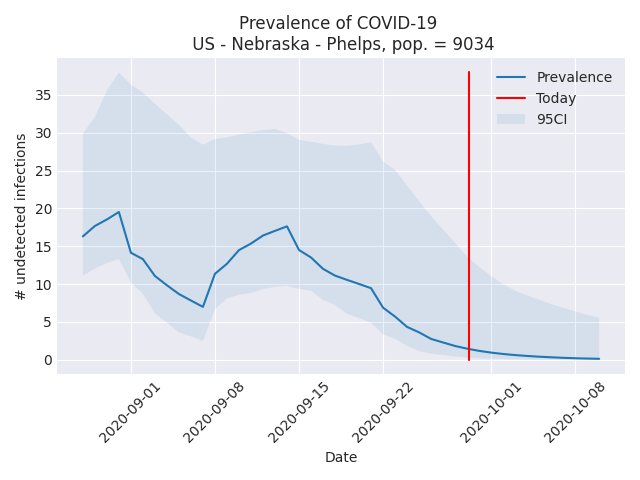 Prevalence of COVID-19
US - Nebraska - Phelps, pop. = 9034
Prevalence
Today
95CI
# undetected infections
35
30
25
20
15
10
5
0
2020-09-01
2020-09-08
2020-09-15
2020-09-22
2020-10-01
2020-10-08
Date